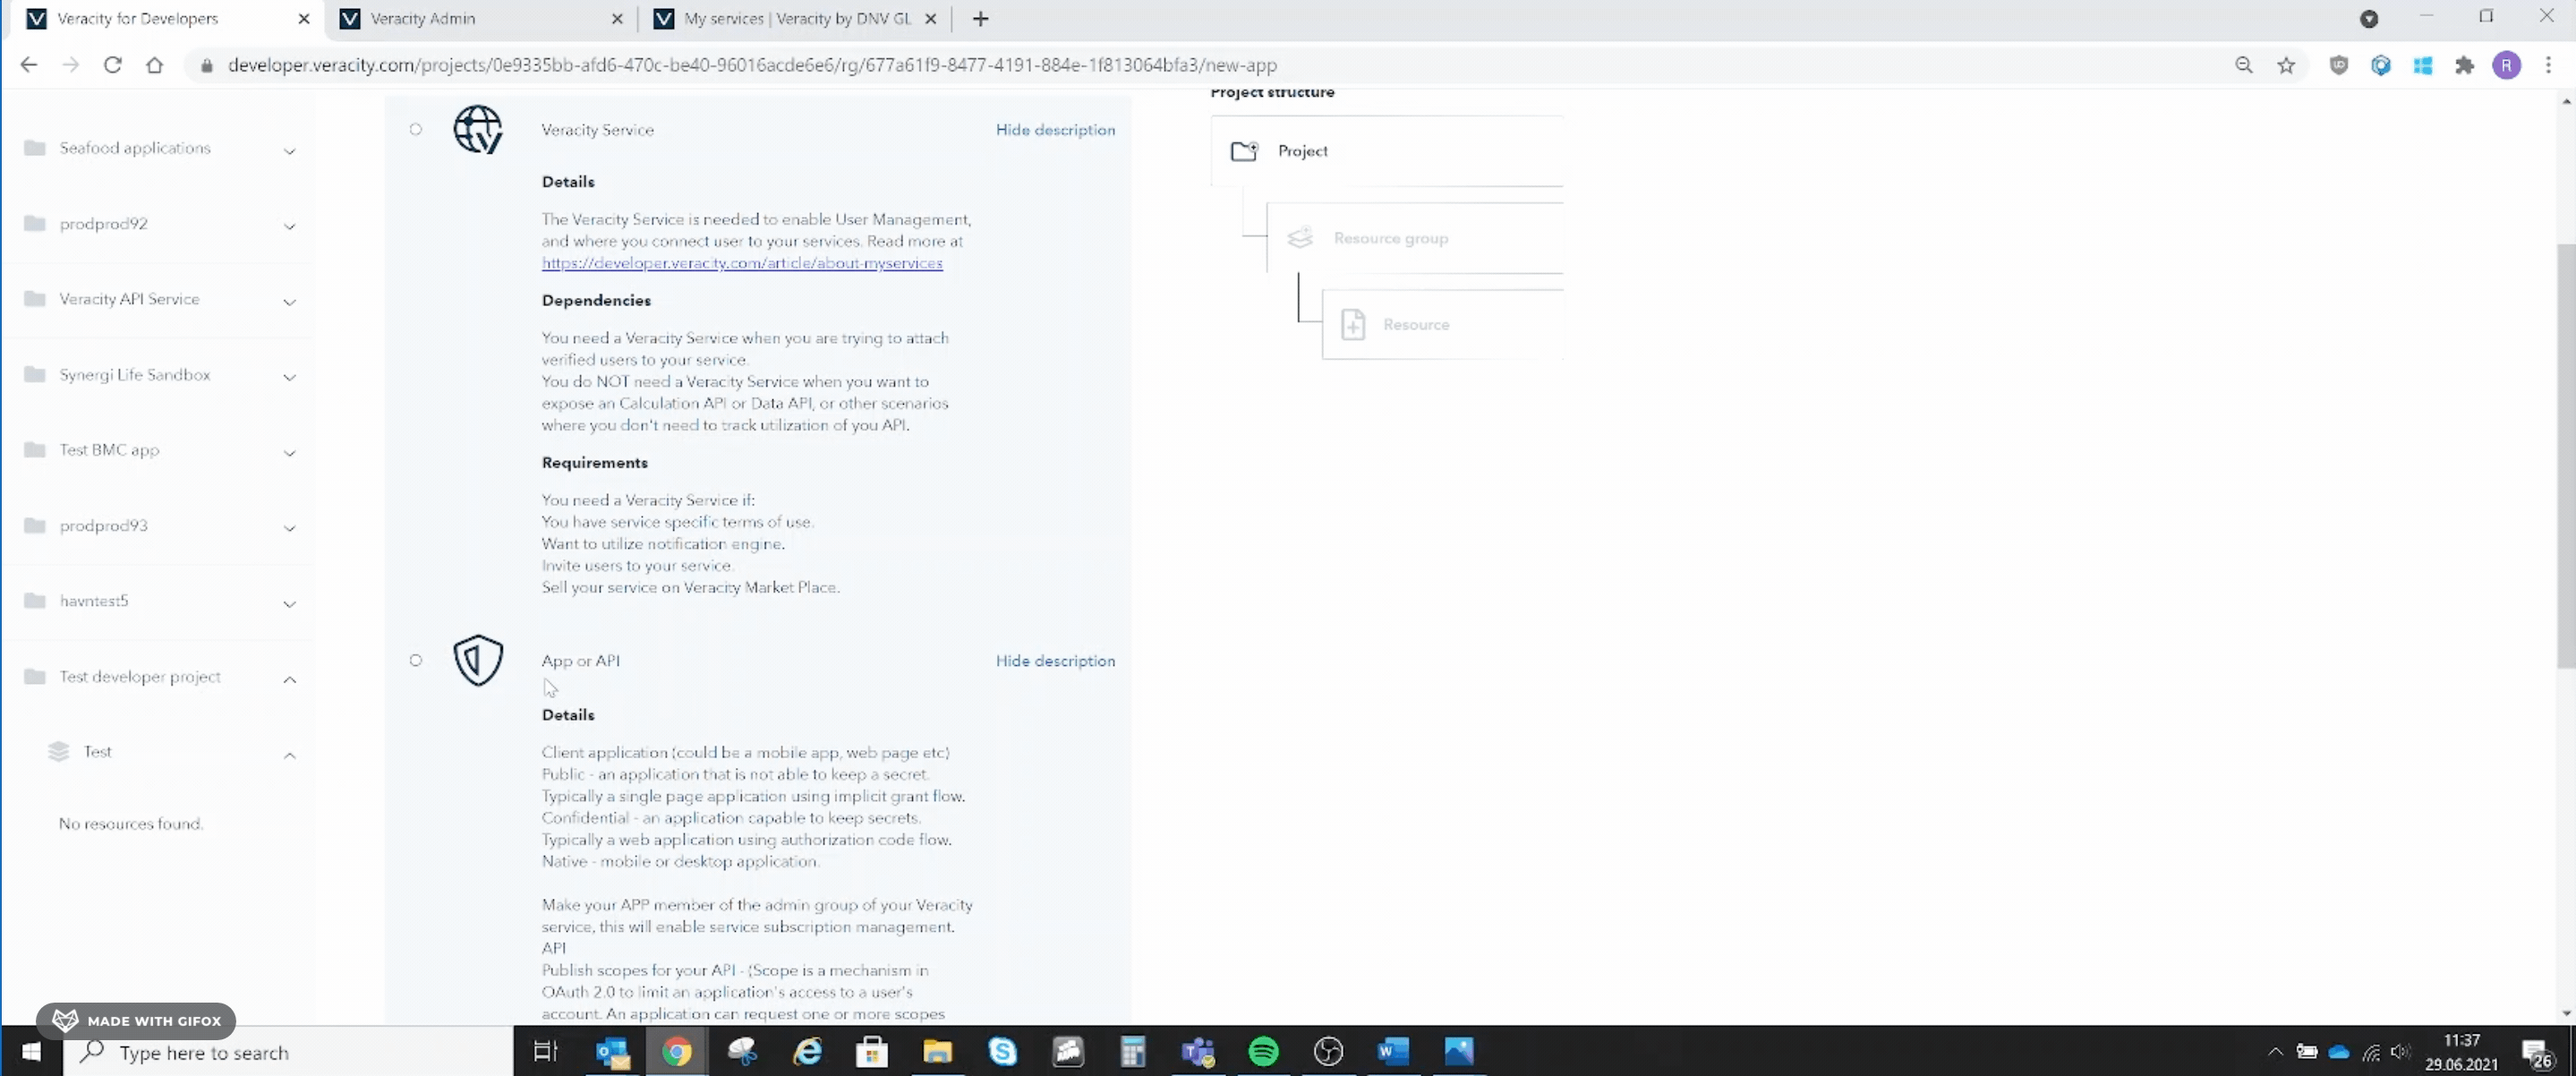 Veracity for Developers
Veracity Admin
My services | Veracity by DNV GL
developer.veracity.com/projects/0e9335bb-afd6-470c-be40-96016acde6e6/rg/677a61f9-8477-4191-884e-1f813064bfa3/new-app
R
Seafood applications
prodprod92
Veracity API Service
Synergi Life Sandbox
Test BMC app
prodprod93
havntest5
Test developer project
Test
No resources found.
Veracity Service
Hide description
Details
The Veracity Service is needed to enable User Management,
and where you connect user to your services. Read more at
https://developer.veracity.com/article/about-myservices
Dependencies
You need a Veracity Service when you are trying to attach
verified users to your service.
You do NOT need a Veracity Service when you want to
expose an Calculation API or Data API, or other scenarios
where you don't need to track utilization of you API.
Requirements
You need a Veracity Service if:
You have service specific terms of use.
Want to utilize notification engine.
Invite users to your service.
Sell your service on Veracity Market Place.
App or API
Hide description
Details
Client application (could be a mobile app, web page etc)
Public - an application that is not able to keep a secret.
Typically a single page application using implicit grant flow.
Confidential - an application capable to keep secrets.
Typically a web application using authorization code flow.
Native - mobile or desktop application.
Make your APP member of the admin group of your Veracity
service, this will enable service subscription management.
API
Publish scopes for your API - (Scope is a mechanism in
OAuth 2.0 to limit an application's access to a user's
account. An application can request one or more scopes
Project structure
Project
Resource group
Resource
MADE WITH GIFOX
Type here to search
11:37
29.06.2021
26